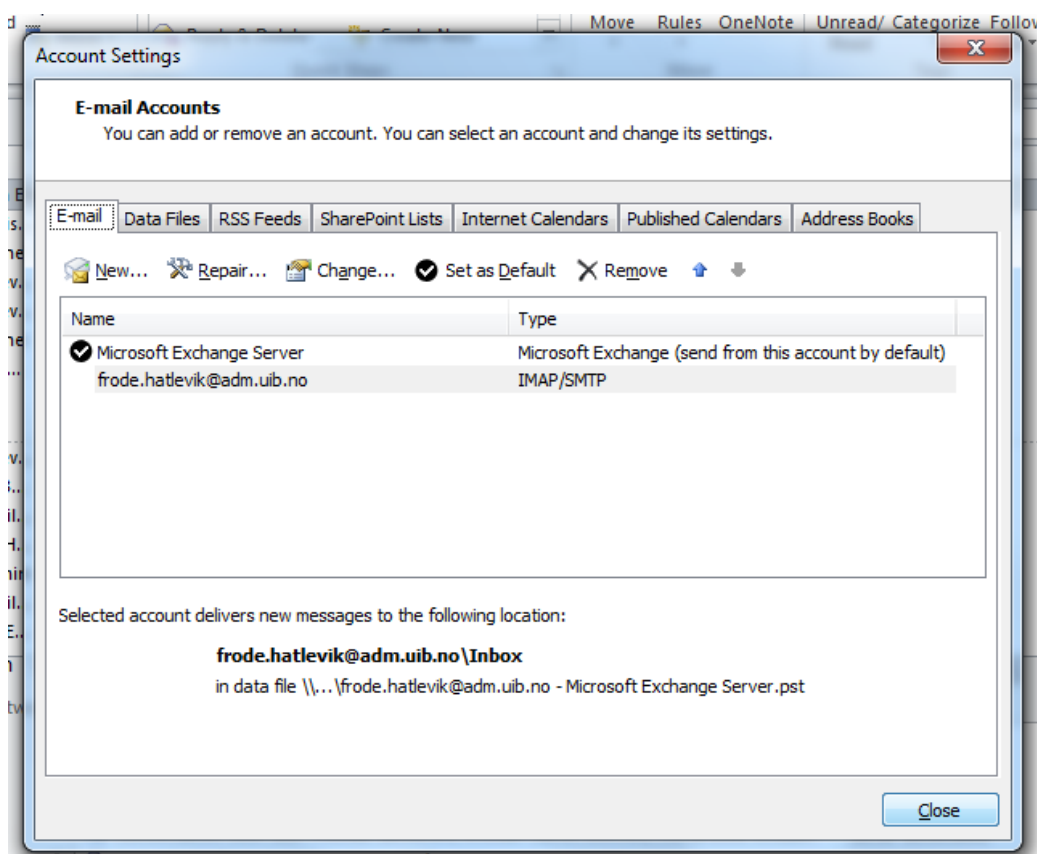 Move Rules OneNote Unread/ Categorize Follow
Account Settings
E-mail Accounts
You can add or remove an account. You can select an account and change its settings.
E-mail Data Files RSS Feeds SharePoint Lists Internet Calendars Published Calendars Address Books
New... Repair... Change... Set as Default Remove
Name Type
Microsoft Exchange Server Microsoft Exchange (send from this account by default)
frode.hatlevik@adm.uib.no IMAP/SMTP
Selected account delivers new messages to the following location:
frode.hatlevik@adm.uib.no\Inbox
in data file \\...\frode.hatlevik@adm.uib.no - Microsoft Exchange Server.pst
Close